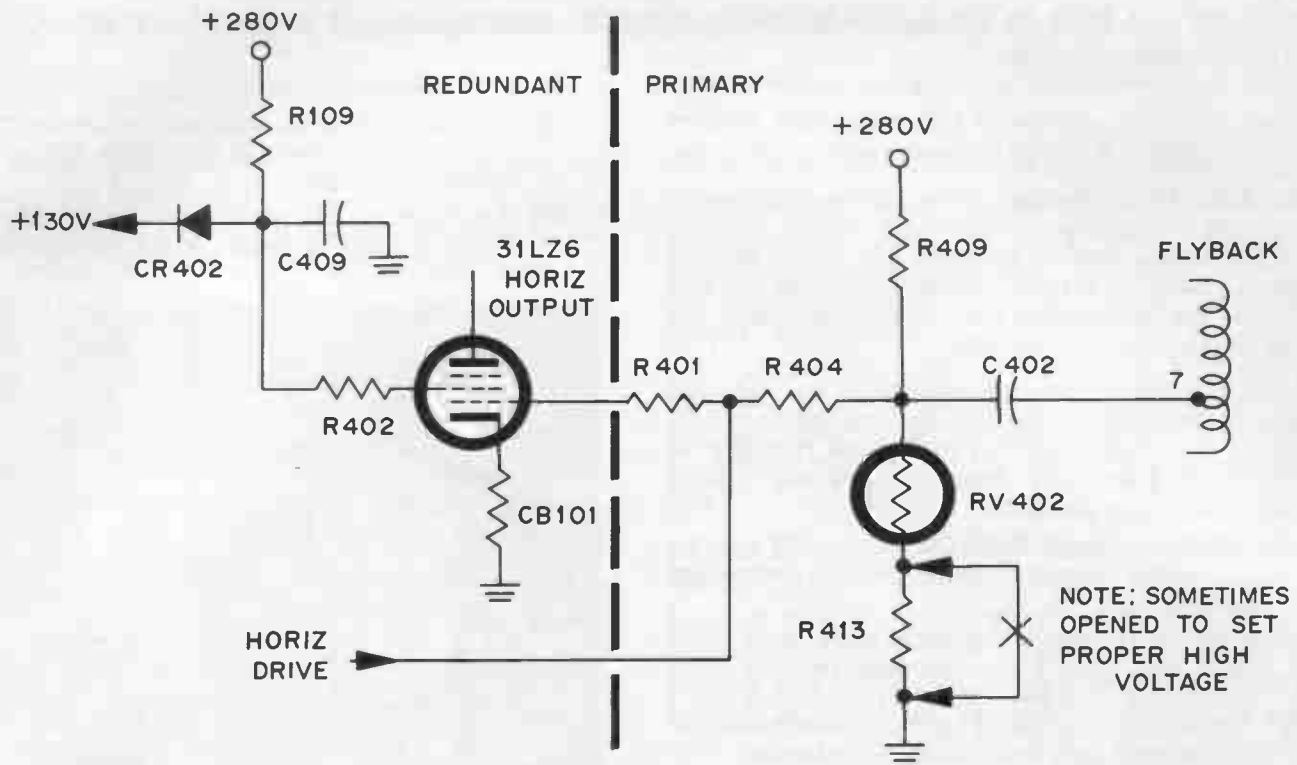 +280V
REDUNDANT
PRIMARY
R109
+280V
+130V
CR402
C409
R409
31LZ6
HORIZ
OUTPUT
FLYBACK
R401
R404
C402
7
R402
CB101
RV402
HORIZ
DRIVE
R413
NOTE: SOMETIMES
OPENED TO SET
PROPER HIGH
VOLTAGE